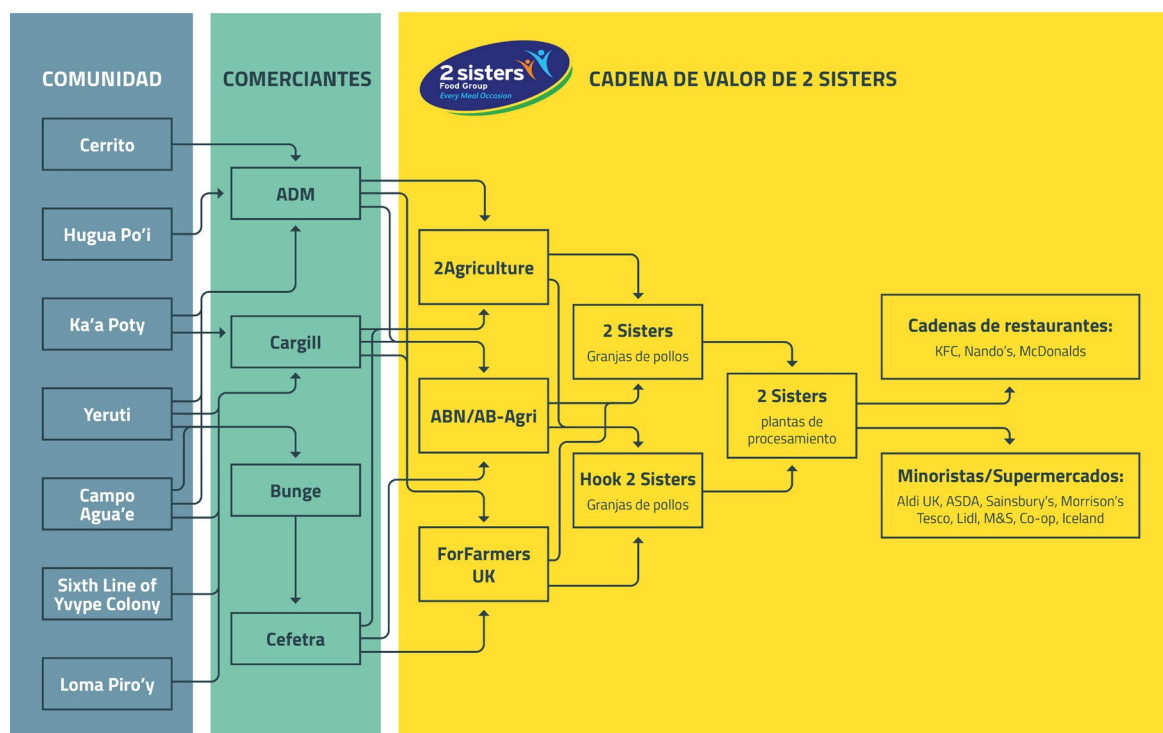 COMUNIDAD
Cerrito
Hugua Po’i
Ka’a Poty
Yeruti
Campo
Agua’e
Sixth Line of
Yvype Colony
Loma Piro’y
COMERCIANTES
ADM
Cargill
Bunge
Cefetra
2 sisters
Food Group
Every Meal Occasion
CADENA DE VALOR DE 2 SISTERS
2Agriculture
ABN/AB-Agri
ForFarmers
UK
2 Sisters
Granjas de pollos
Hook 2 Sisters
Granjas de pollos
2 Sisters
plantas de
procesamiento
Cadenas de restaurantes:
KFC, Nando’s, McDonalds
Minoristas/Supermercados:
Aldi UK, ASDA, Sainsbury’s, Morrison’s
Tesco, Lidl, M&S, Co-op, Iceland